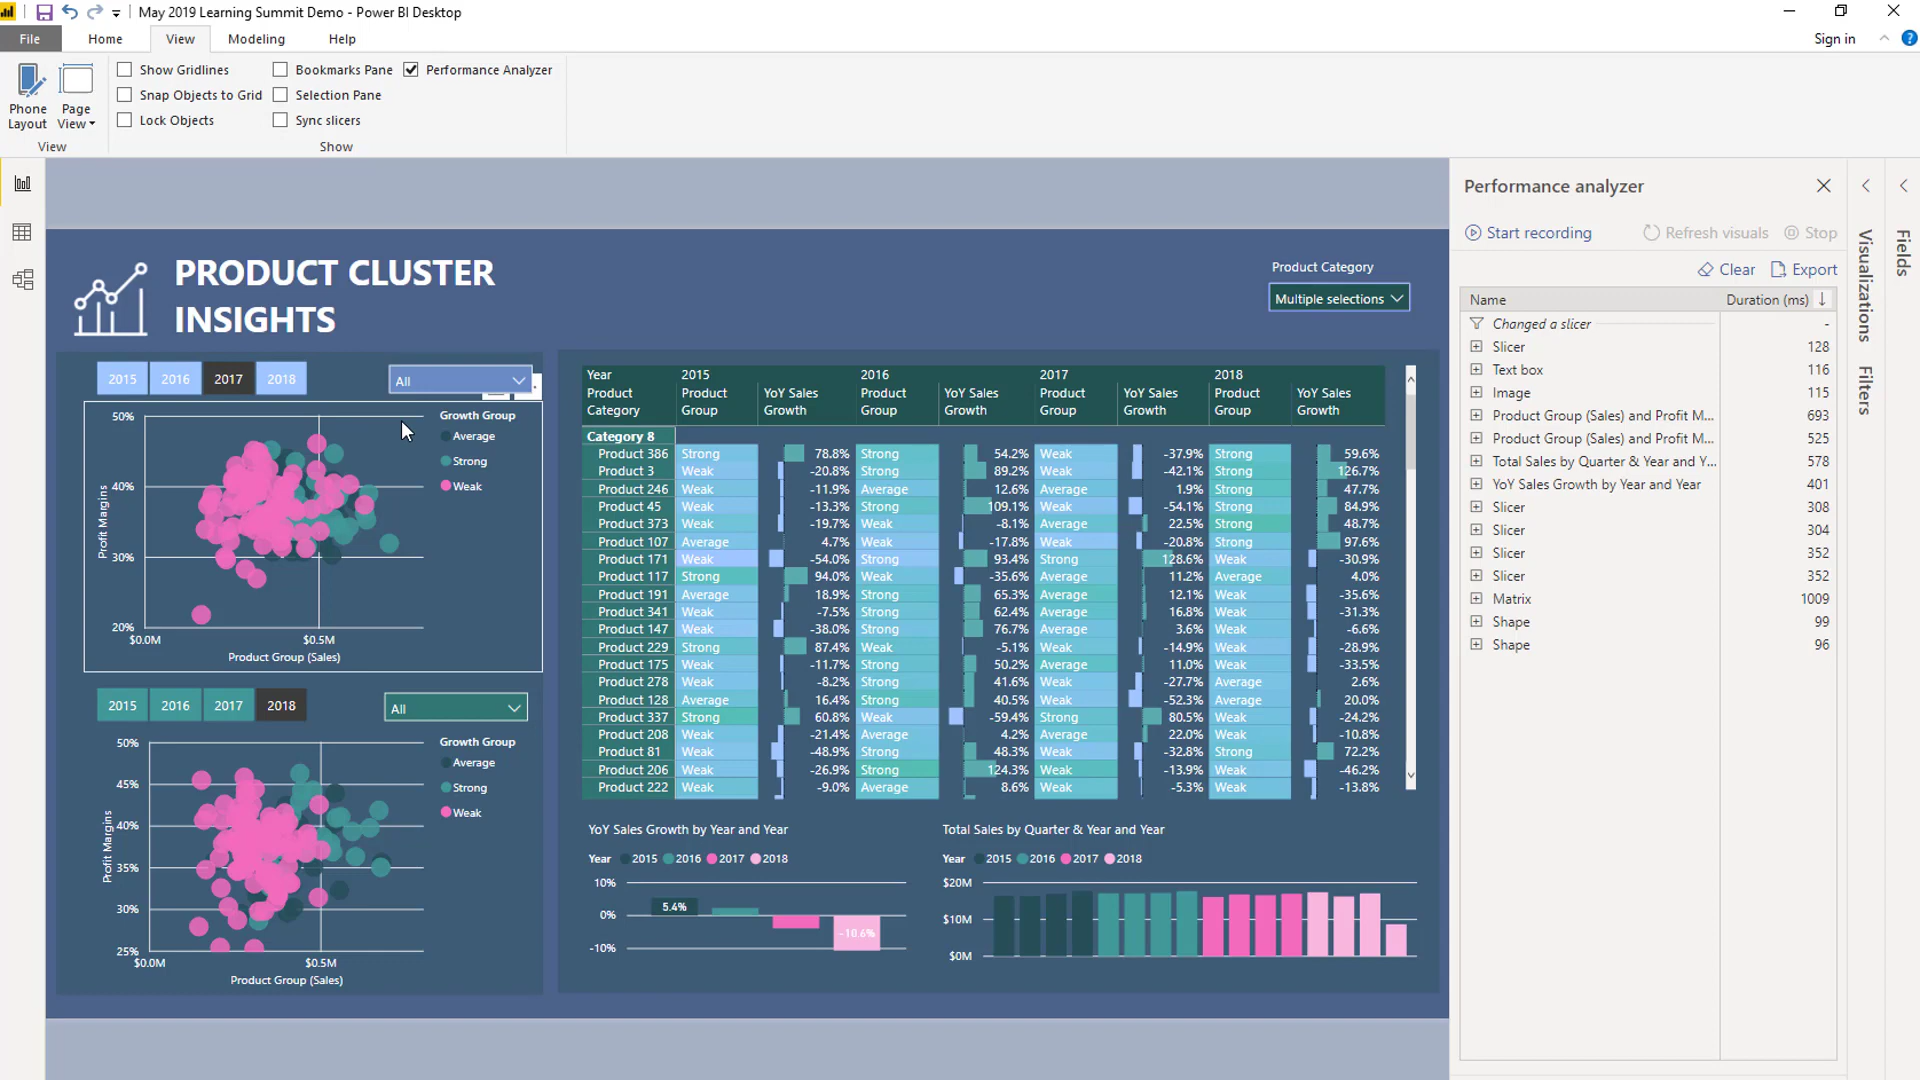 May 2019 Learning Summit Demo - Power BI Desktop
File Home View Modeling Help
Sign in
Phone Layout
Page View
Show Gridlines
Snap Objects to Grid
Lock Objects
Bookmarks Pane
Selection Pane
Sync slicers
Performance Analyzer
View
Show
PRODUCT CLUSTER
INSIGHTS
Product Category
Multiple selections
2015 2016 2017 2018
All
Growth Group
Average
Strong
Weak
50%
40%
30%
20%
Profit Margins
$0.0M $0.5M
Product Group (Sales)
2015 2016 2017 2018
All
Growth Group
Average
Strong
Weak
50%
45%
40%
35%
30%
25%
Profit Margins
$0.0M $0.5M
Product Group (Sales)
Year 2015 2016 2017 2018
Product Category Product Group YoY Sales Growth Product Group YoY Sales Growth Product Group YoY Sales Growth Product Group YoY Sales Growth
Category 8
Product 386 Strong 78.8% Strong 54.2% Weak -37.9% Strong 59.6%
Product 3 Weak -20.8% Strong 89.2% Weak -42.1% Strong 126.7%
Product 246 Weak -11.9% Average 12.6% Average 1.9% Strong 47.7%
Product 45 Weak -13.3% Strong 109.1% Weak -54.1% Strong 84.9%
Product 373 Weak -19.7% Weak -8.1% Average 22.5% Strong 48.7%
Product 107 Average 4.7% Weak -17.8% Weak -20.8% Strong 97.6%
Product 171 Weak -54.0% Strong 93.4% Strong 128.6% Weak -30.9%
Product 117 Strong 94.0% Weak -35.6% Average 11.2% Average 4.0%
Product 191 Average 18.9% Strong 65.3% Average 12.1% Weak -35.6%
Product 341 Weak -7.5% Strong 62.4% Average 16.8% Weak -31.3%
Product 147 Weak -38.0% Strong 76.7% Average 3.6% Weak -6.6%
Product 229 Strong 87.4% Weak -5.1% Weak -14.9% Weak -28.9%
Product 175 Weak -11.7% Strong 50.2% Average 11.0% Weak -33.5%
Product 278 Weak -8.2% Strong 41.6% Weak -27.7% Average 2.6%
Product 128 Average 16.4% Strong 40.5% Weak -52.3% Average 20.0%
Product 337 Strong 60.8% Weak -59.4% Strong 80.5% Weak -24.2%
Product 208 Weak -21.4% Average 4.2% Average 22.0% Weak -10.8%
Product 81 Weak -48.9% Strong 48.3% Weak -32.8% Strong 72.2%
Product 206 Weak -26.9% Strong 124.3% Weak -13.9% Weak -46.2%
Product 222 Weak -9.0% Average 8.6% Weak -5.3% Weak -13.8%
YoY Sales Growth by Year and Year
Year 2015 2016 2017 2018
10%
0%
-10%
5.4%
-10.6%
Total Sales by Quarter & Year and Year
Year 2015 2016 2017 2018
$20M
$10M
$0M
Performance analyzer
Start recording Refresh visuals Stop
Clear Export
Name Duration (ms)
Changed a slicer -
Slicer 128
Text box 116
Image 115
Product Group (Sales) and Profit M... 693
Product Group (Sales) and Profit M... 525
Total Sales by Quarter & Year and Y... 578
YoY Sales Growth by Year and Year 401
Slicer 308
Slicer 304
Slicer 352
Slicer 352
Matrix 1009
Shape 99
Shape 96
Visualizations
Filters
Fields